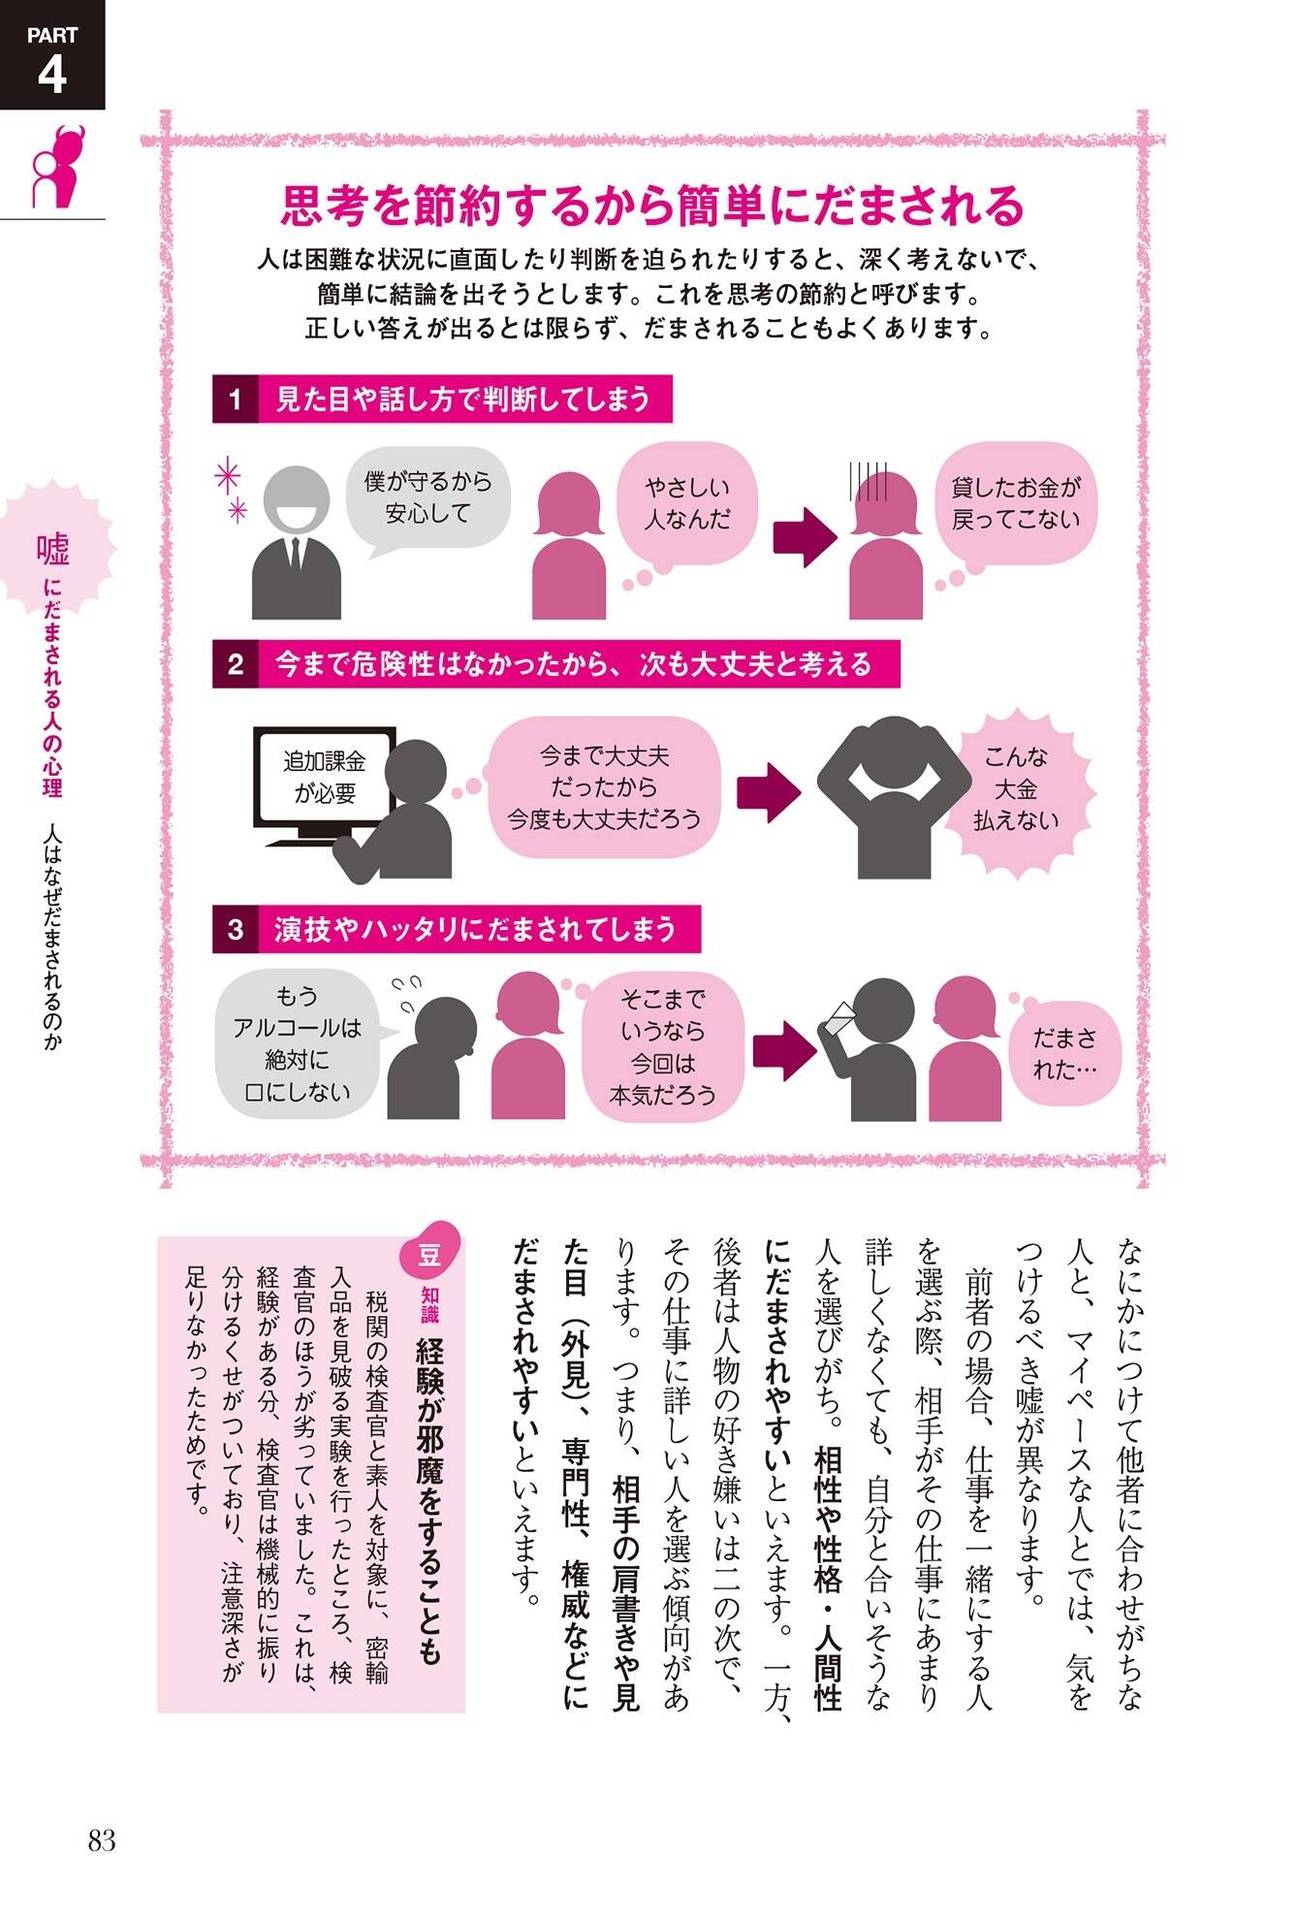 PART
4
思考を節約するから簡単にだまされる
人は困難な状況に直面したり判断を迫られたりすると、深く考えないで、
簡単に結論を出そうとします。これを思考の節約と呼びます。
正しい答えが出るとは限らず、だまされることもよくあります。
1 見た目や話し方で判断してしまう
僕が守るから
安心して
やさしい
人なんだ
貸したお金が
戻ってこない
2 今まで危険性はなかったから、次も大丈夫と考える
追加課金
が必要
今まで大丈夫
だったから
今度も大丈夫だろう
こんな
大金
払えない
3 演技やハッタリにだまされてしまう
もう
アルコールは
絶対に
口にしない
そこまで
いうなら
今回は
本気だろう
だまさ
れた…
嘘にだまされる人の心理 人はなぜだまされるのか
なにかにつけて他者に合わせがちな
人と、マイペースな人とでは、気を
つけるべき嘘が異なります。
前者の場合、仕事を一緒にする人
を選ぶ際、相手がその仕事にあまり
詳しくなくても、自分と合いそうな
人を選びがち。相性や性格・人間性
にだまされやすいといえます。一方、
後者は人物の好き嫌いは二の次で、
その仕事に詳しい人を選ぶ傾向があ
ります。つまり、相手の肩書きや見
た目（外見）、専門性、権威などに
だまされやすいといえます。
豆知識 経験が邪魔をすることも
税関の検査官と素人を対象に、密輸
入品を見破る実験を行ったところ、検
査官のほうが劣っていました。これは、
経験がある分、検査官は機械的に振り
分けるくせがついており、注意深さが
足りなかったためです。
83